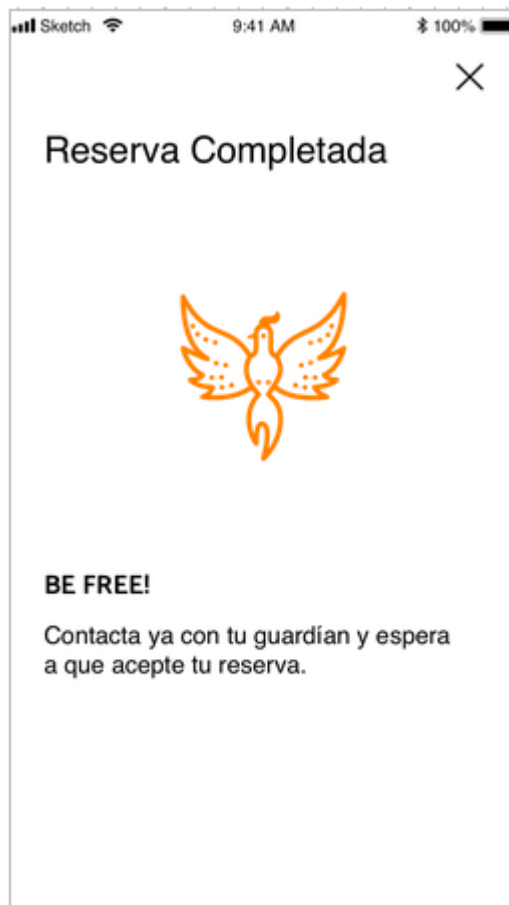 Sketch 9:41 AM 100%
Reserva Completada
BE FREE!
Contacta ya con tu guardían y espera
a que acepte tu reserva.